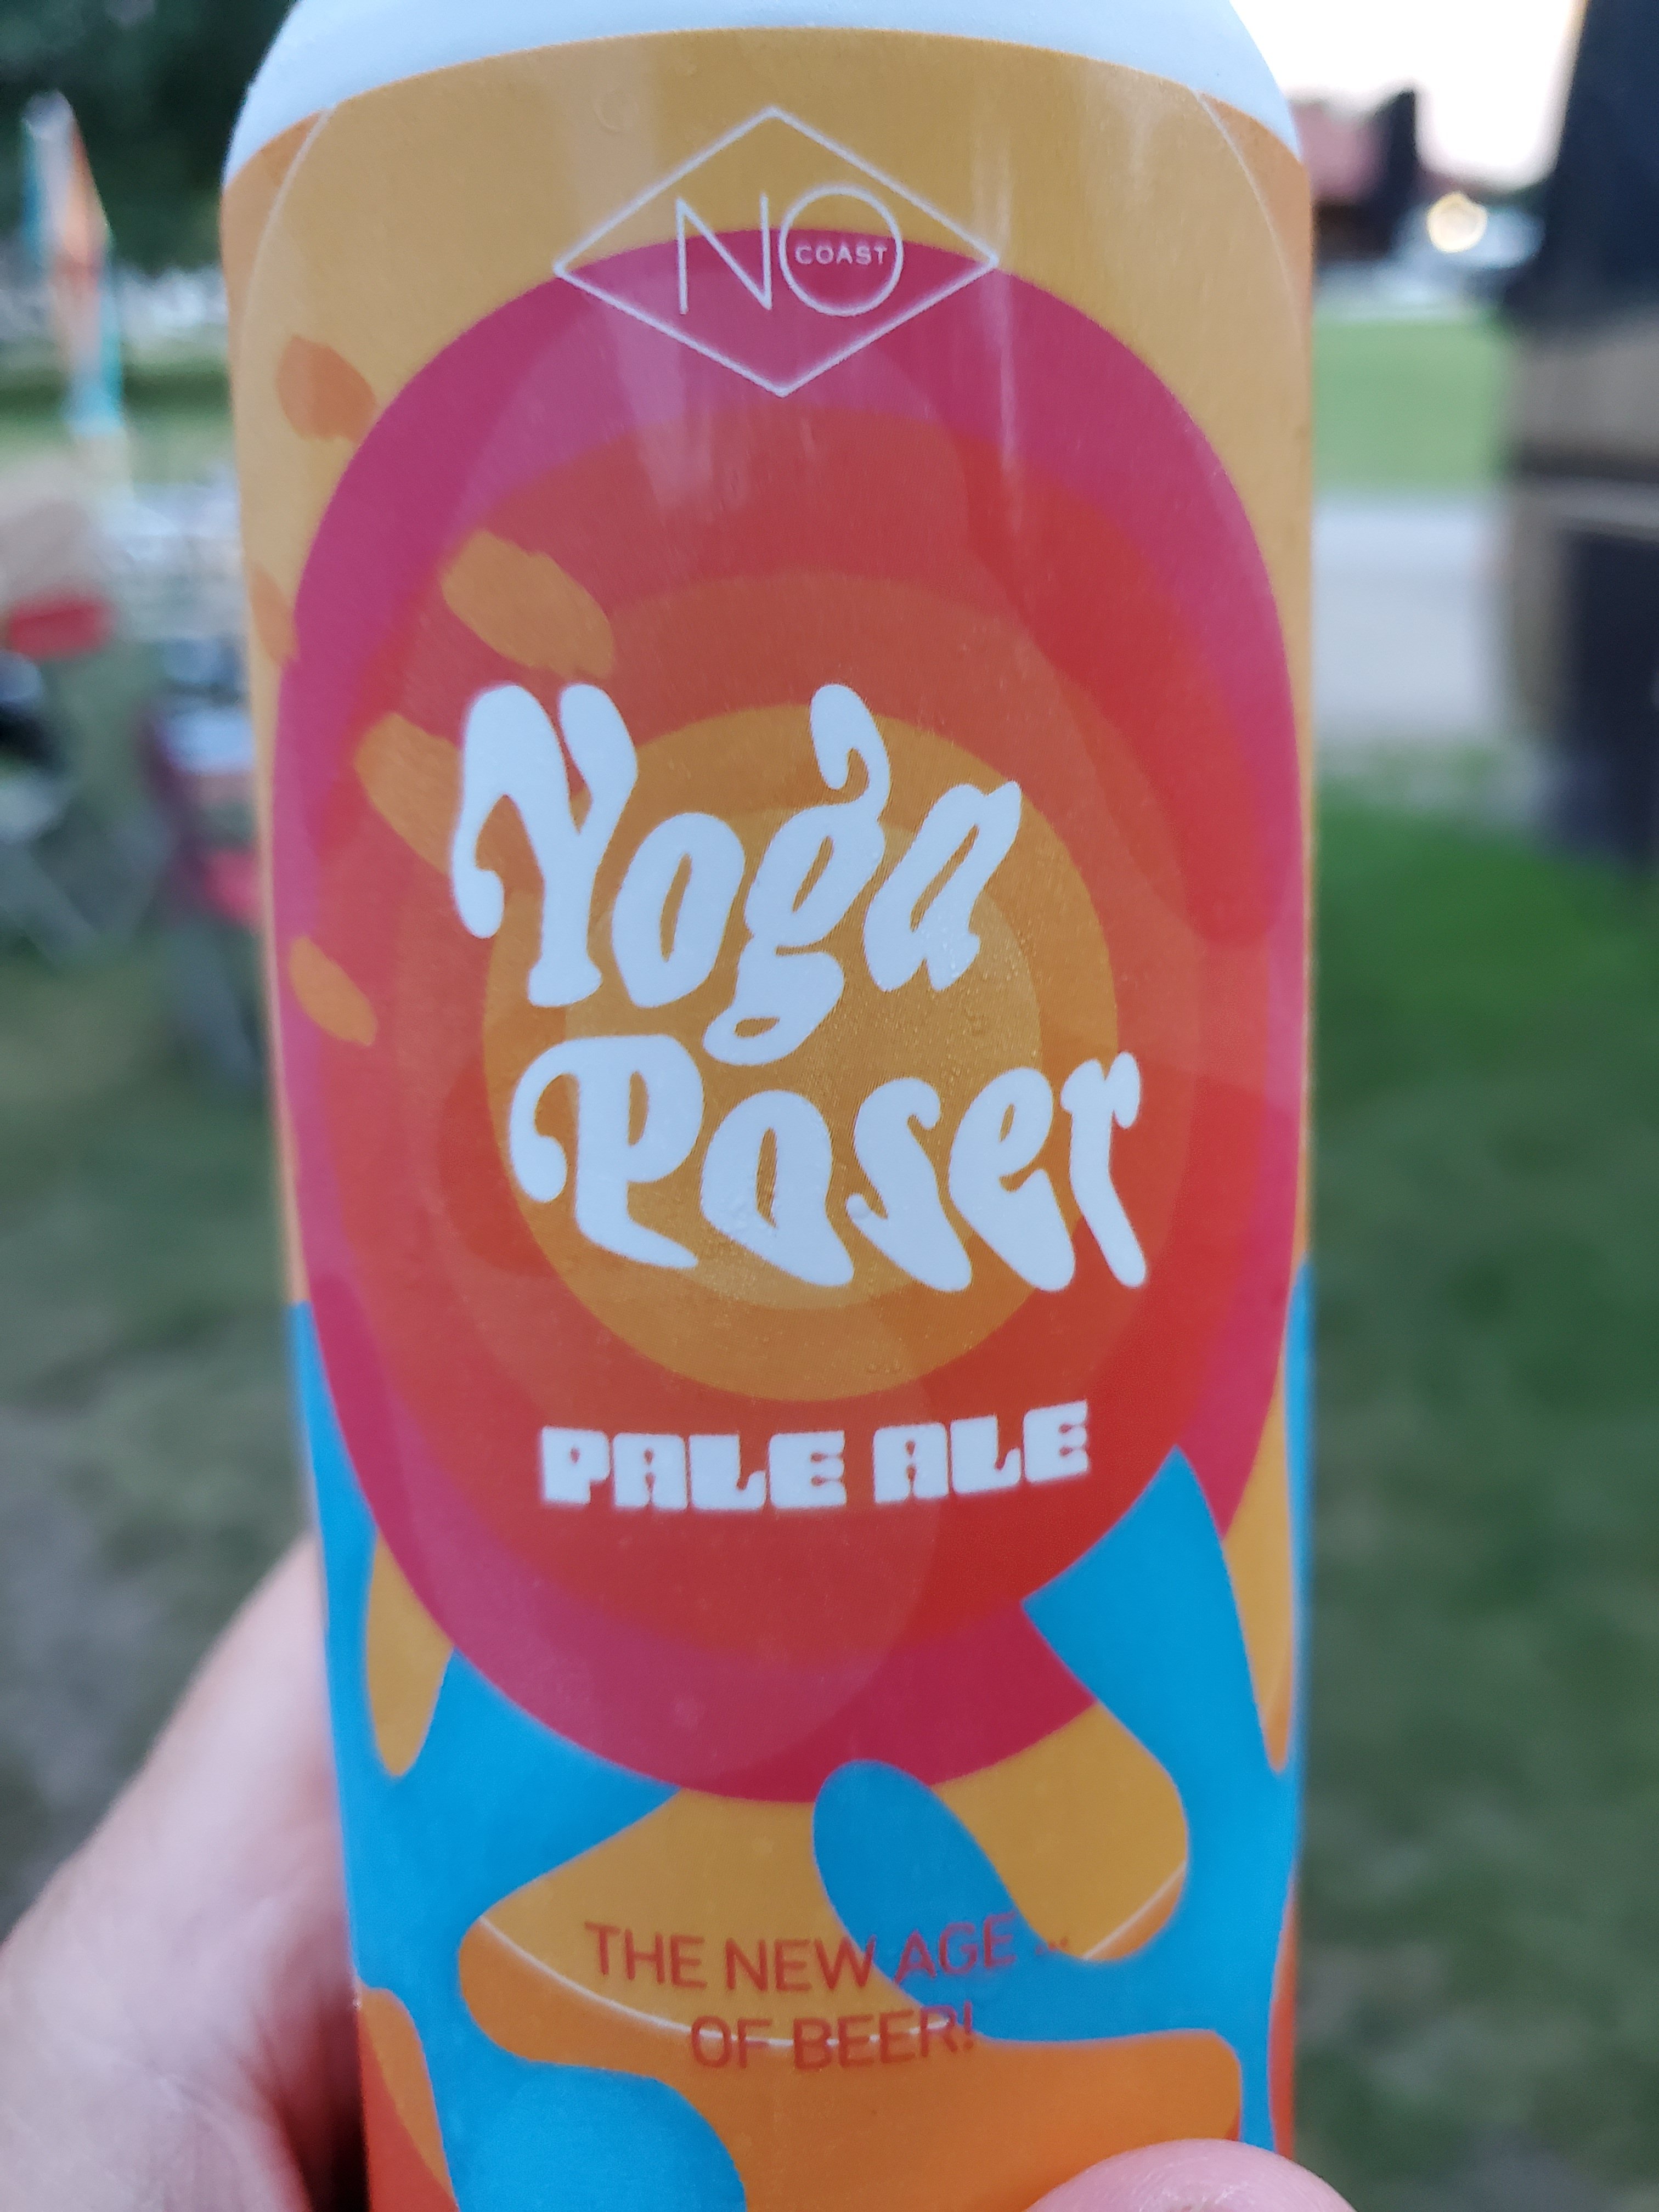 NO
COAST
Yoga
Poser
PALE ALE
THE NEW AGE ...
OF BEER!